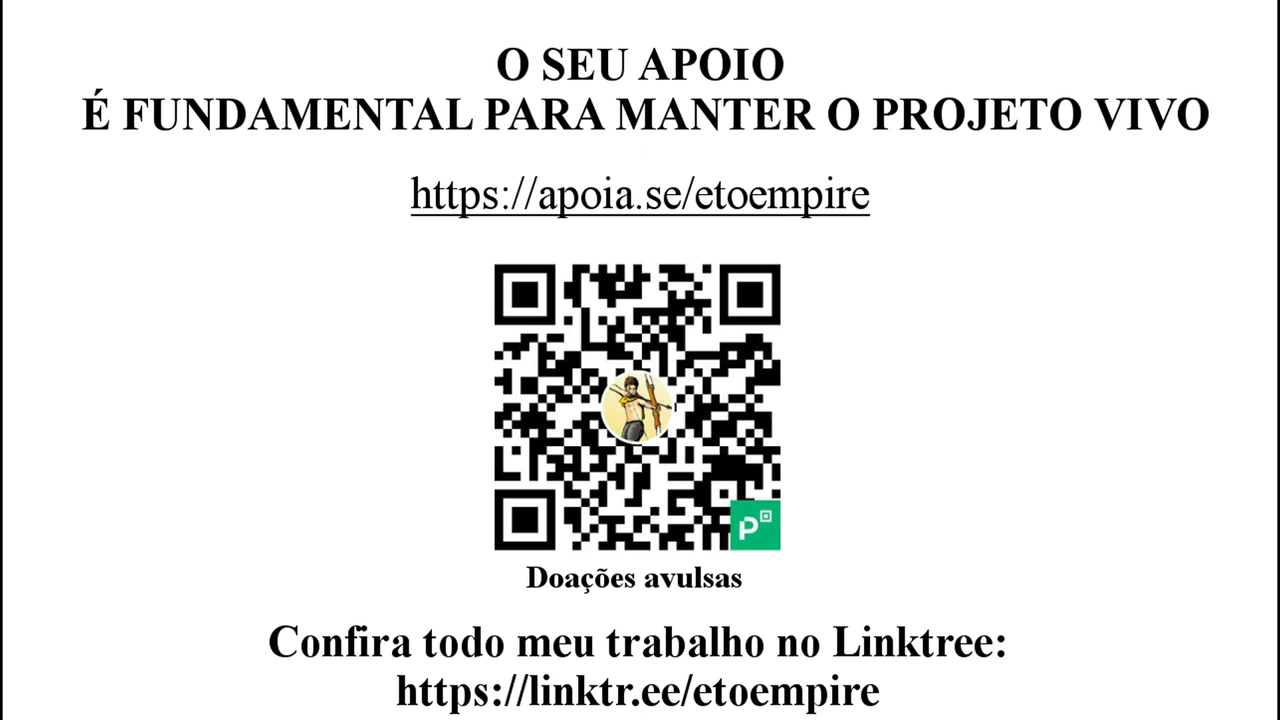 O SEU APOIO
É FUNDAMENTAL PARA MANTER O PROJETO VIVO
https://apoia.se/etoempire
P
Doações avulsas
Confira todo meu trabalho no Linktree:
https://linktr.ee/etoempire